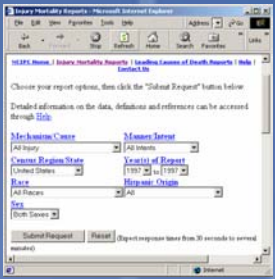 Injury Mortality Reports - Microsoft Internet Explorer
File Edit View Favorites Tools Help Address Go
Back Forward Stop Refresh Home Search Favorites Links
NCIPC Home | Injury Mortality Reports | Leading Causes of Death Reports | Help |
Contact Us
Choose your report options, then click the "Submit Request" button below
Detailed information on the data, definitions and references can be accessed
through Help.
Mechanism/Cause Manner/Intent
All Injury All Intents
Census Region/State Year(s) of Report
United States 1997 to 1997
Race Hispanic Origin
All Races All
Sex
Both Sexes
Submit Request Reset (Expect response times from 30 seconds to several
minutes)
Internet